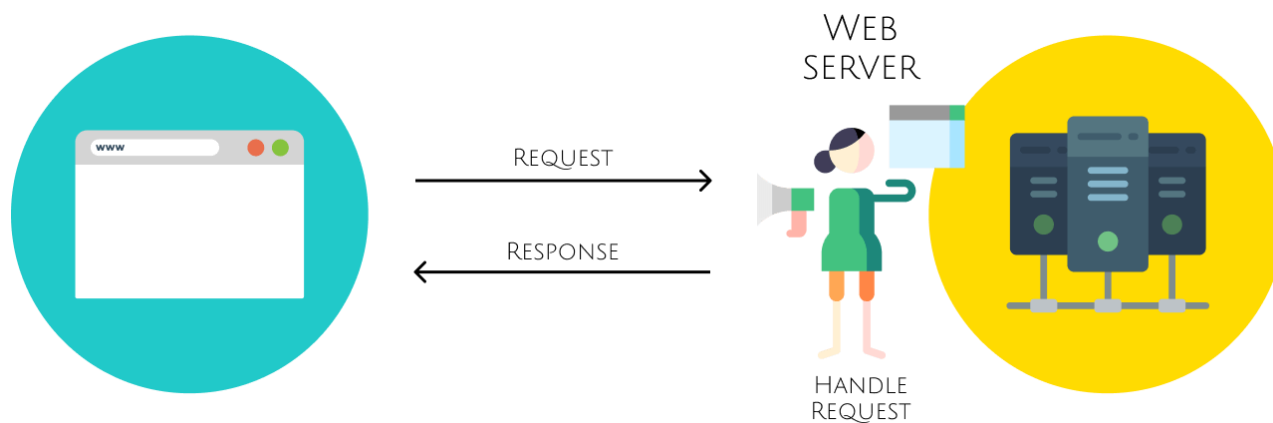 WEB
SERVER
www
REQUEST
RESPONSE
HANDLE
REQUEST